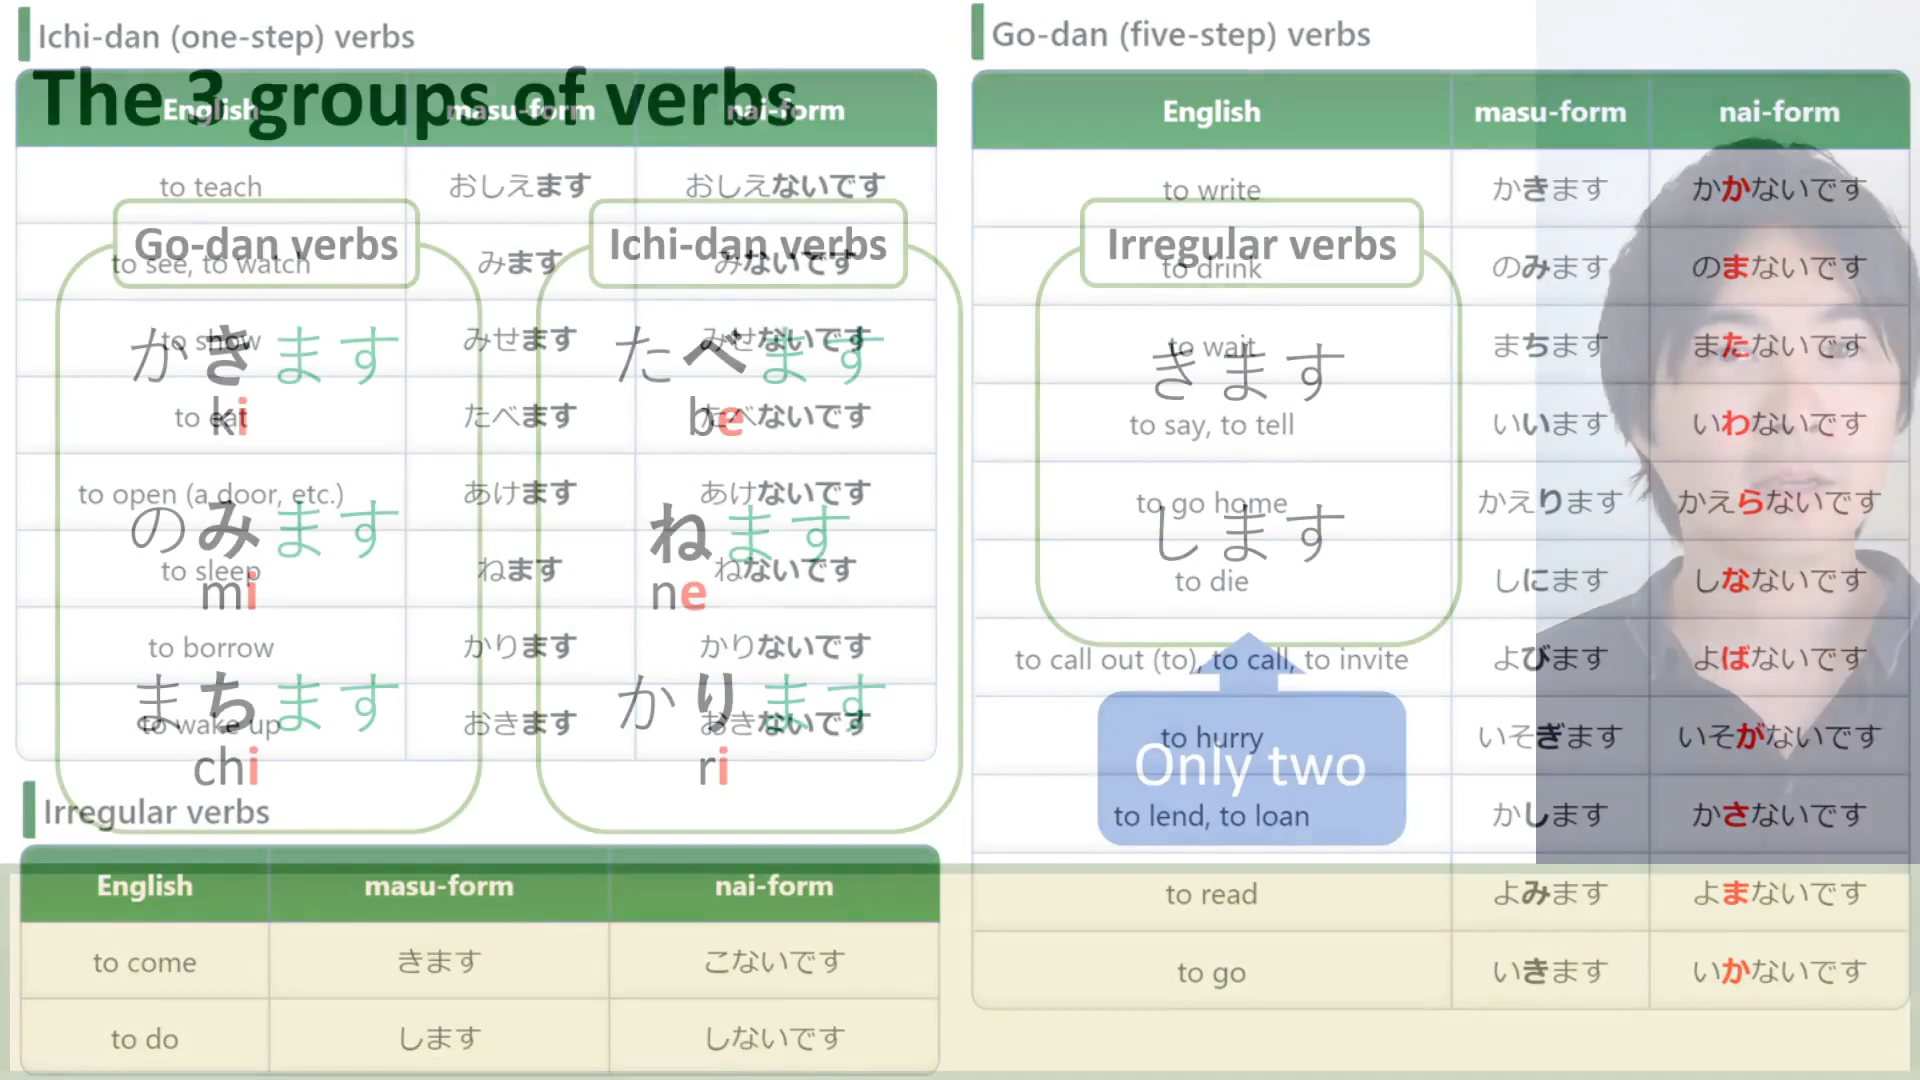 Ichi-dan (one-step) verbs
English masu-form nai-form
to teach おしえます おしえないです
to see, to watch みます みないです
to show みせます みせないです
to eat たべます たべないです
to open (a door, etc.) あけます あけないです
to sleep ねます ねないです
to borrow かります かりないです
to wake up おきます おきないです
Irregular verbs
English masu-form nai-form
to come きます こないです
to do します しないです
Go-dan (five-step) verbs
English masu-form nai-form
to write かきます かかないです
to drink のみます のまないです
to wait まちます またないです
to say, to tell いいます いわないです
to go home かえります かえらないです
to die しにます しなないです
to call out (to), to call, to invite よびます よばないです
to hurry いそぎます いそがないです
to lend, to loan かします かさないです
to read よみます よまないです
to go いきます いかないです
The 3 groups of verbs
Go-dan verbs
かきます
ki
のみます
mi
まちます
chi
Ichi-dan verbs
たべます
be
ねます
ne
かります
ri
Irregular verbs
きます
します
Only two